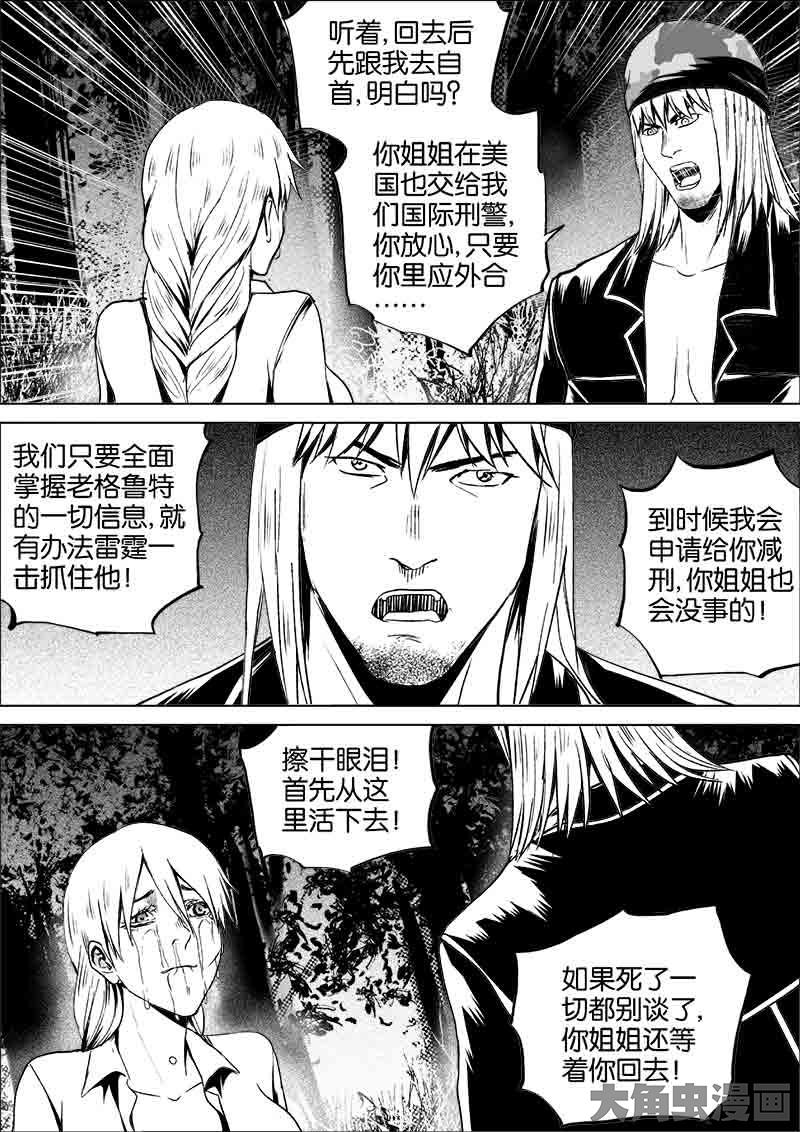 听着,回去后
先跟我去自
首,明白吗?
你姐姐在美
国也交给我
们国际刑警,
你放心,只要
你里应外合
……
我们只要全面
掌握老格鲁特
的一切信息,就
有办法雷霆一
击抓住他!
到时候我会
申请给你减
刑,你姐姐也
会没事的!
擦干眼泪!
首先从这
里活下去!
如果死了一
切都别谈了,
你姐姐还等
着你回去!
大角虫漫画